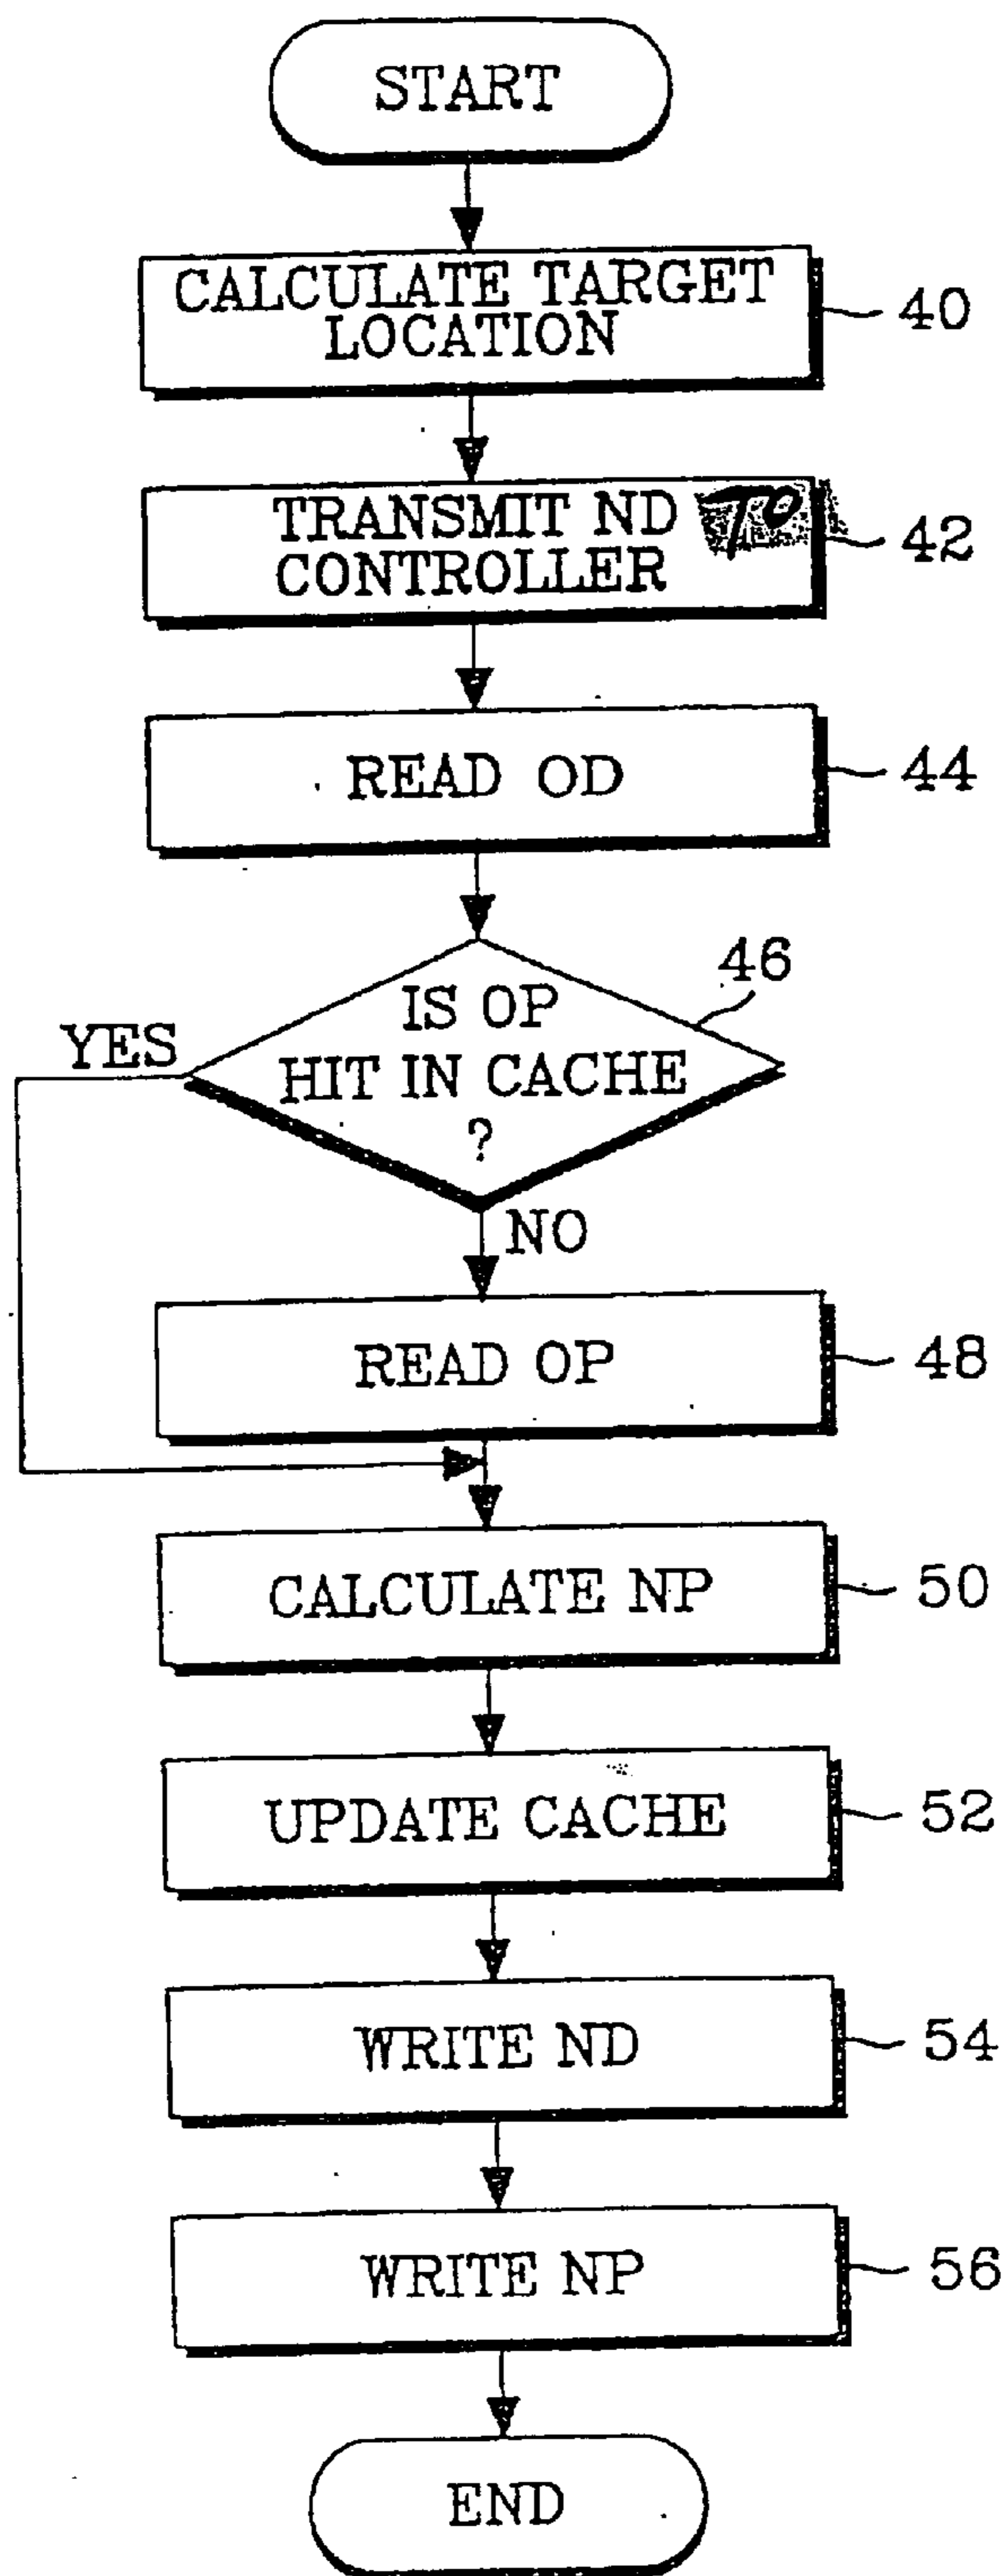 START
CALCULATE TARGET
LOCATION
40
TRANSMIT ND TO
CONTROLLER
42
READ OD
44
46
IS OP
HIT IN CACHE
?
YES
NO
READ OP
48
CALCULATE NP
50
UPDATE CACHE
52
WRITE ND
54
WRITE NP
56
END